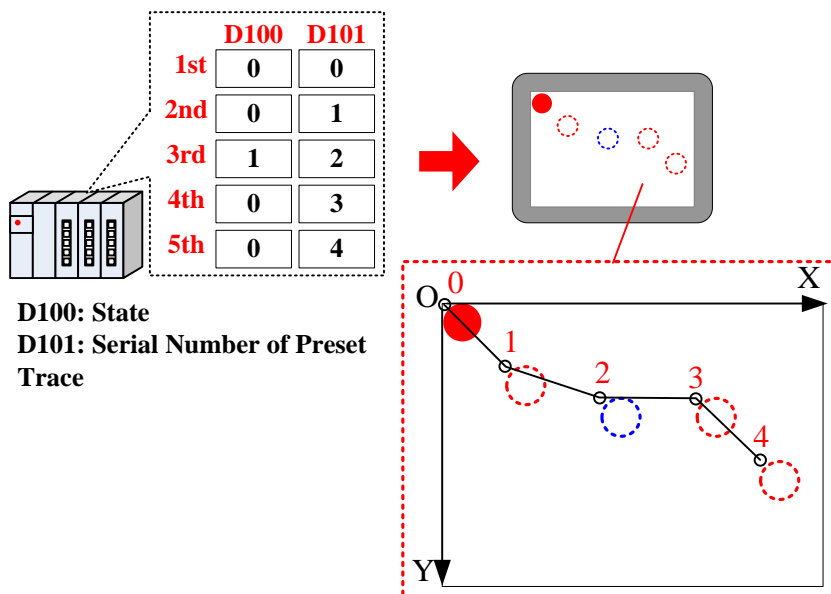 D100 D101
1st 0 0
2nd 0 1
3rd 1 2
4th 0 3
5th 0 4
D100: State
D101: Serial Number of Preset
Trace
O 0 X
1
2 3
4
Y